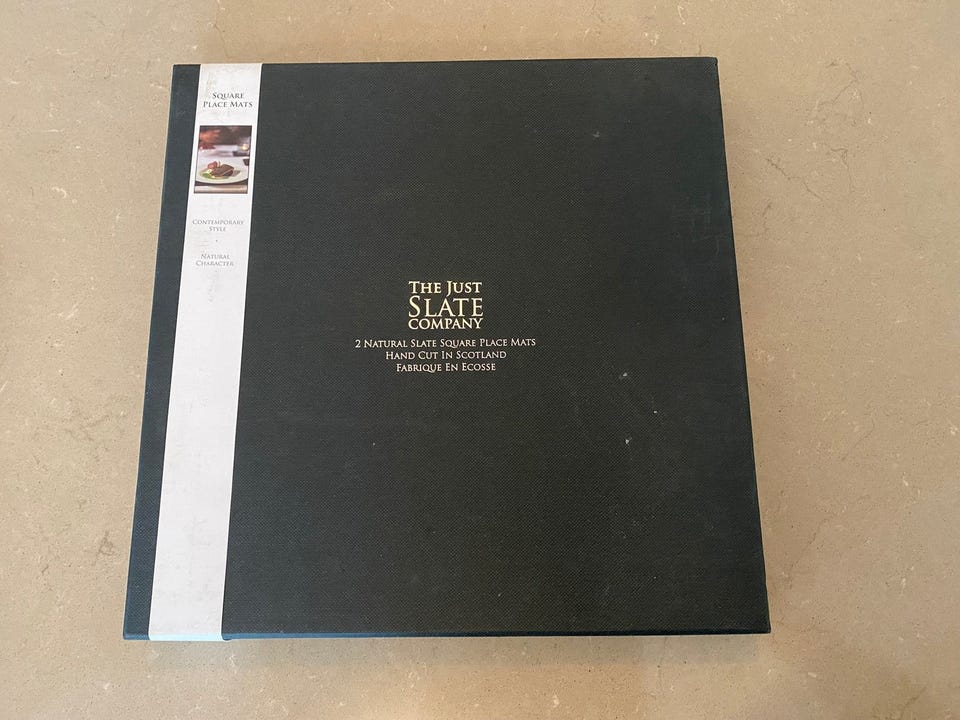 Square
Place Mats
Contemporary
Style
Natural
Character
The Just
Slate
Company
2 Natural Slate Square Place Mats
Hand Cut In Scotland
Fabrique En Ecosse